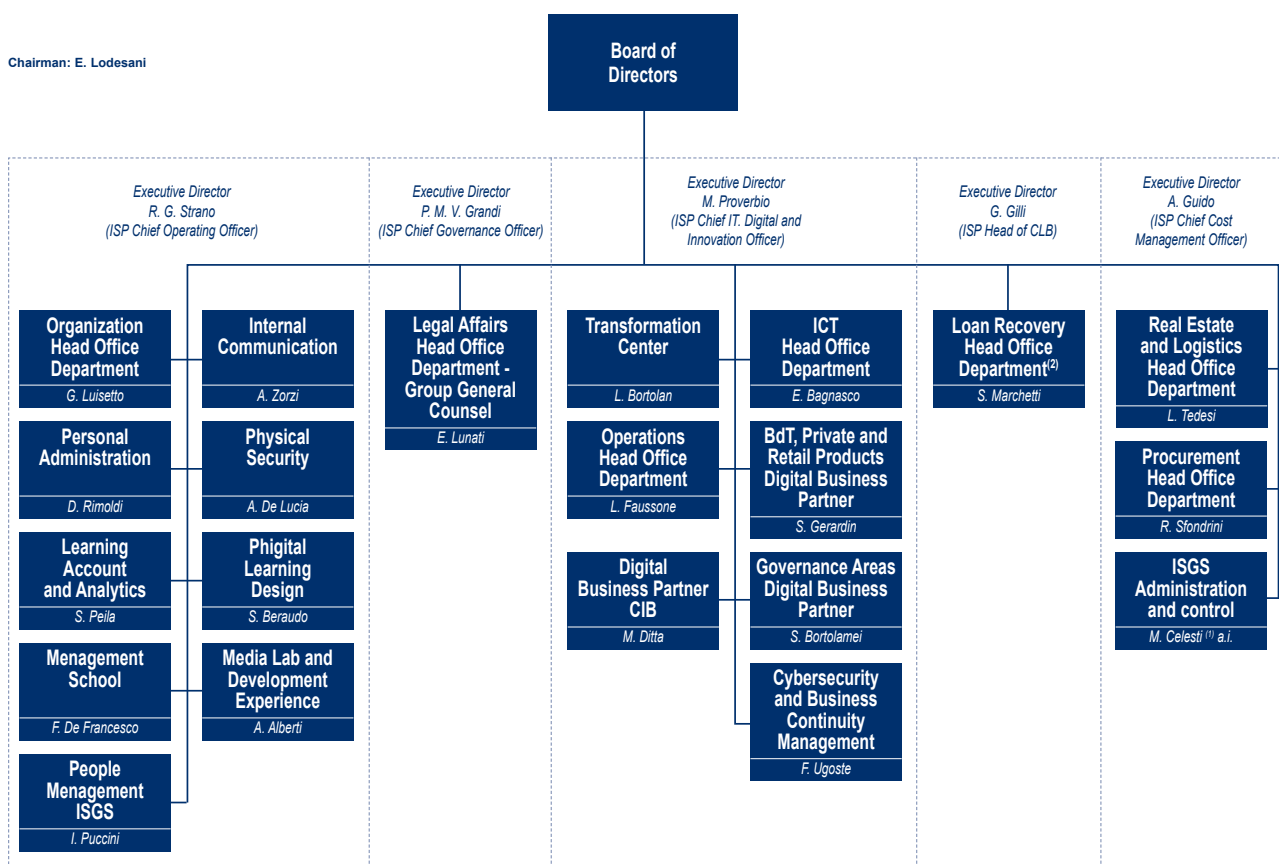 Board of
Directors
Chairman: E. Lodesani
Executive Director
R. G. Strano
(ISP Chief Operating Officer)
Executive Director
P. M. V. Grandi
(ISP Chief Governance Officer)
Executive Director
M. Proverbio
(ISP Chief IT. Digital and
Innovation Officer)
Executive Director
G. Gilli
(ISP Head of CLB)
Executive Director
A. Guido
(ISP Chief Cost
Management Officer)
Organization
Head Office
Department
G. Luisetto
Internal
Communication
A. Zorzi
Personal
Administration
D. Rimoldi
Physical
Security
A. De Lucia
Learning
Account
and Analytics
S. Peila
Phigital
Learning
Design
S. Beraudo
Menagement
School
F. De Francesco
Media Lab and
Development
Experience
A. Alberti
People
Menagement
ISGS
I. Puccini
Legal Affairs
Head Office
Department -
Group General
Counsel
E. Lunati
Transformation
Center
L. Bortolan
ICT
Head Office
Department
E. Bagnasco
Operations
Head Office
Department
L. Faussone
BdT, Private and
Retail Products
Digital Business
Partner
S. Gerardin
Digital
Business Partner
CIB
M. Ditta
Governance Areas
Digital Business
Partner
S. Bortolamei
Cybersecurity
and Business
Continuity
Management
F. Ugoste
Loan Recovery
Head Office
Department(2)
S. Marchetti
Real Estate
and Logistics
Head Office
Department
L. Tedesi
Procurement
Head Office
Department
R. Sfondrini
ISGS
Administration
and control
M. Celesti (1) a.i.